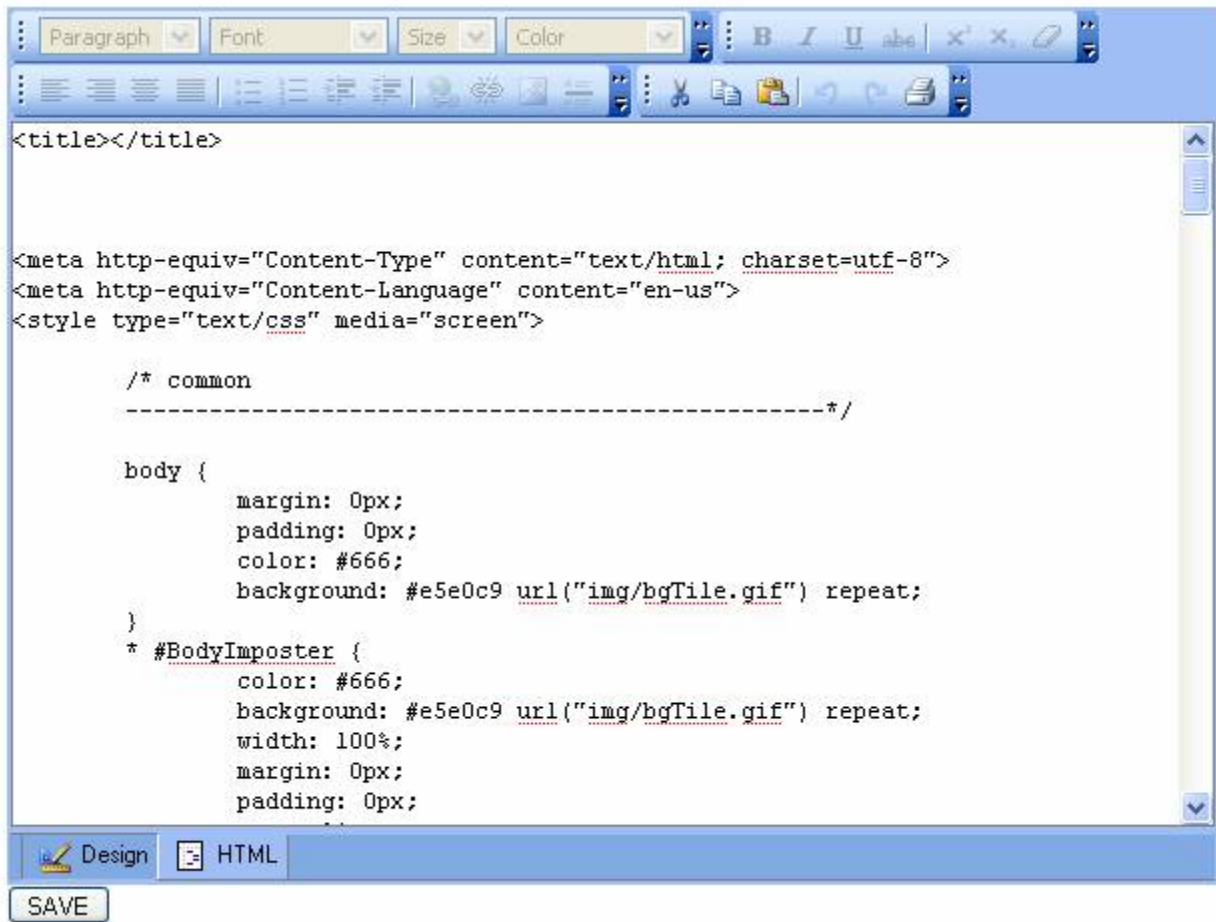 Paragraph Font Size Color B I U abc x² x₂
<title></title>
<meta http-equiv="Content-Type" content="text/html; charset=utf-8">
<meta http-equiv="Content-Language" content="en-us">
<style type="text/css" media="screen">
/* common
--------------------------------------------------*/
body {
margin: 0px;
padding: 0px;
color: #666;
background: #e5e0c9 url("img/bgTile.gif") repeat;
}
* #BodyImposter {
color: #666;
background: #e5e0c9 url("img/bgTile.gif") repeat;
width: 100%;
margin: 0px;
padding: 0px;
Design HTML
SAVE